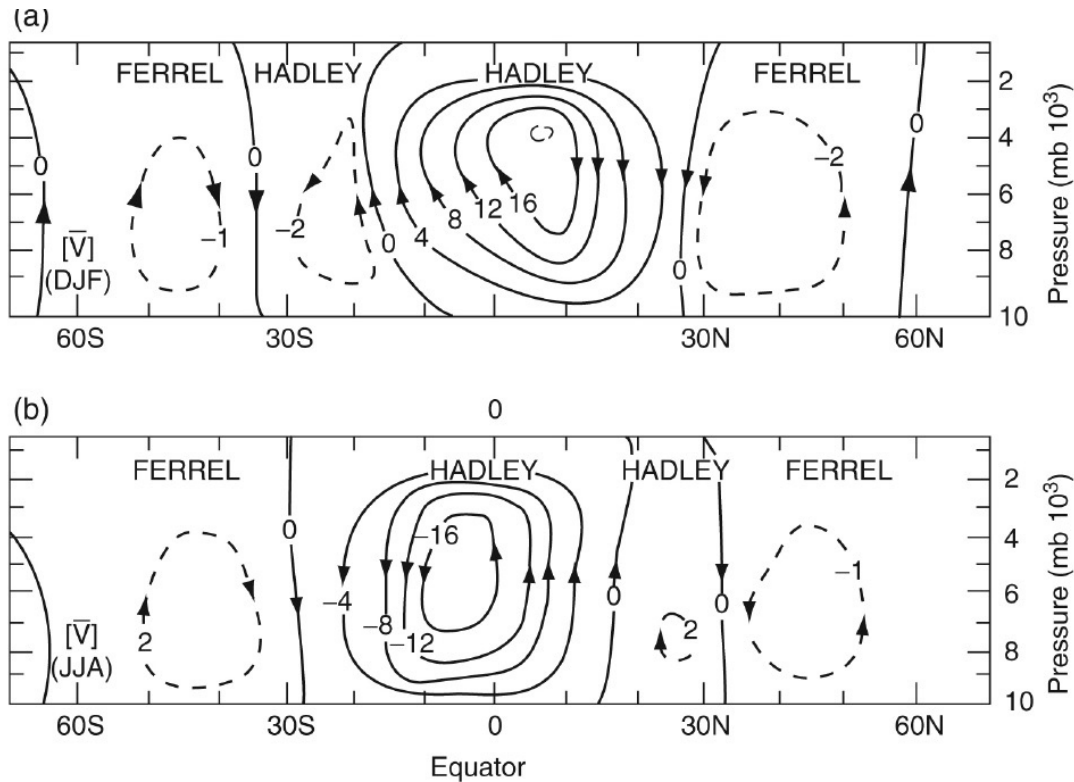 (a)
FERREL HADLEY HADLEY FERREL
2
4
6
8
10
Pressure (mb 10³)
0 −1 0 −2 0 4 8 12 16 0 −2 0
[V̅]
(DJF)
60S 30S 30N 60N
(b)
0
FERREL HADLEY HADLEY FERREL
2
4
6
8
10
Pressure (mb 10³)
2 0 −4 −8 −12 −16 0 2 0 −1
[V̅]
(JJA)
60S 30S 0 30N 60N
Equator